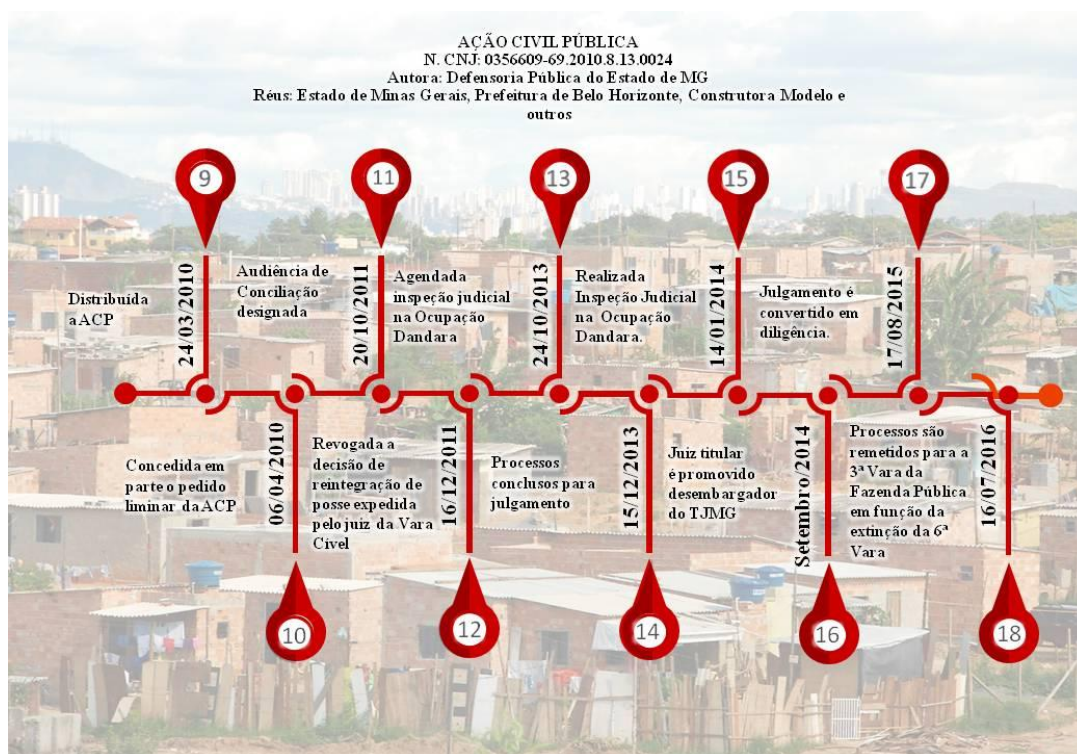 AÇÃO CIVIL PÚBLICA
N. CNJ: 0356609-69.2010.8.13.0024
Autora: Defensoria Pública do Estado de MG
Réus: Estado de Minas Gerais, Prefeitura de Belo Horizonte, Construtora Modelo e
outros
9
24/03/2010
Distribuída
a ACP
10
06/04/2010
Concedida em
parte o pedido
liminar da ACP
11
20/10/2011
Audiência de
Conciliação
designada
12
16/12/2011
Revogada a
decisão de
reintegração de
posse expedida
pelo juiz da Vara
Cível
13
24/10/2013
Agendada
inspeção judicial
na Ocupação
Dandara
14
15/12/2013
Processos
conclusos para
julgamento
15
14/01/2014
Realizada
Inspeção Judicial
na Ocupação
Dandara.
16
Setembro/2014
Juiz titular
é promovido
desembargador
do TJMG
17
17/08/2015
Julgamento é
convertido em
diligência.
18
16/07/2016
Processos são
remetidos para a
3ª Vara da
Fazenda Pública
em função da
extinção da 6ª
Vara